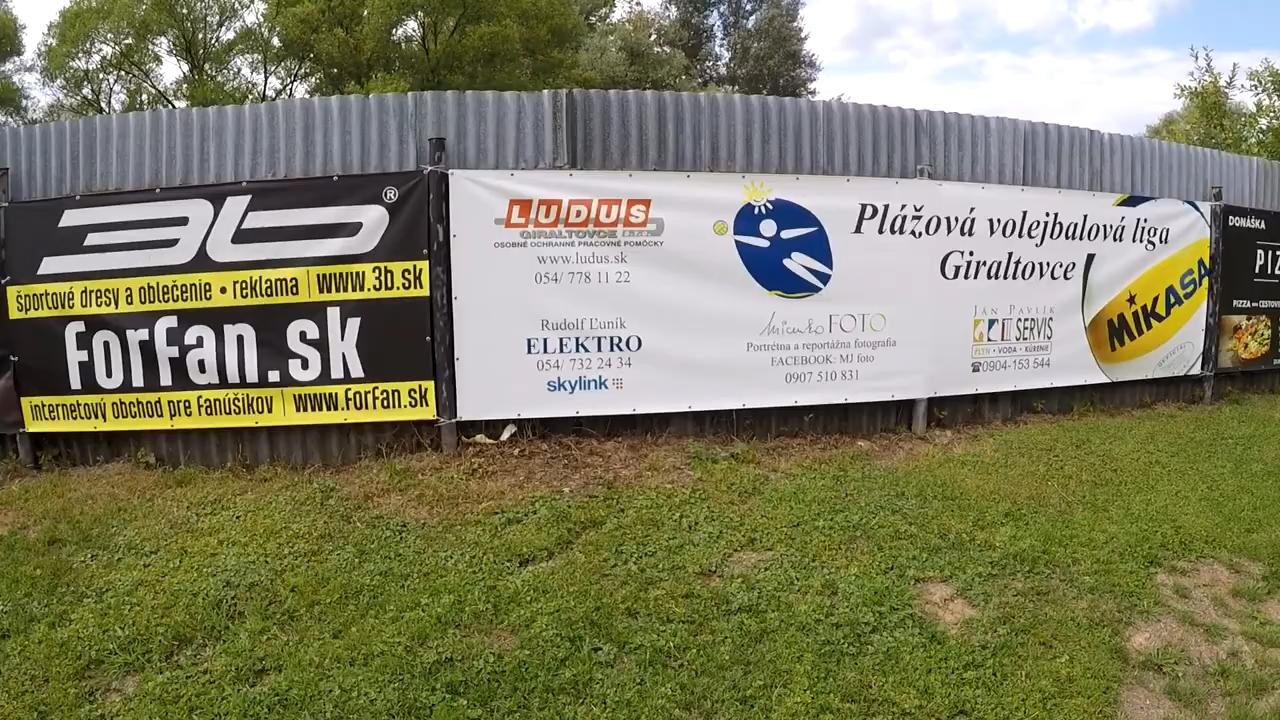 3b ®
športové dresy a oblečenie • reklama | www.3b.sk
forfan.sk
internetový obchod pre fanúšikov | www.forfan.sk
LUDUS
GIRALTOVCE s.r.o.
OSOBNÉ OCHRANNÉ PRACOVNÉ POMÔCKY
www.ludus.sk
054/ 778 11 22
Rudolf Ľuník
ELEKTRO
054/ 732 24 34
skylink
FOTO
Portrétna a reportážna fotografia
FACEBOOK: MJ foto
0907 510 831
Plážová volejbalová liga
Giraltovce
JÁN PAVLÍK
SERVIS
PLYN • VODA • KÚRENIE
☎0904-153 544
MIKASA
OFFICIAL
DONÁŠKA
PIZ
PIZZA